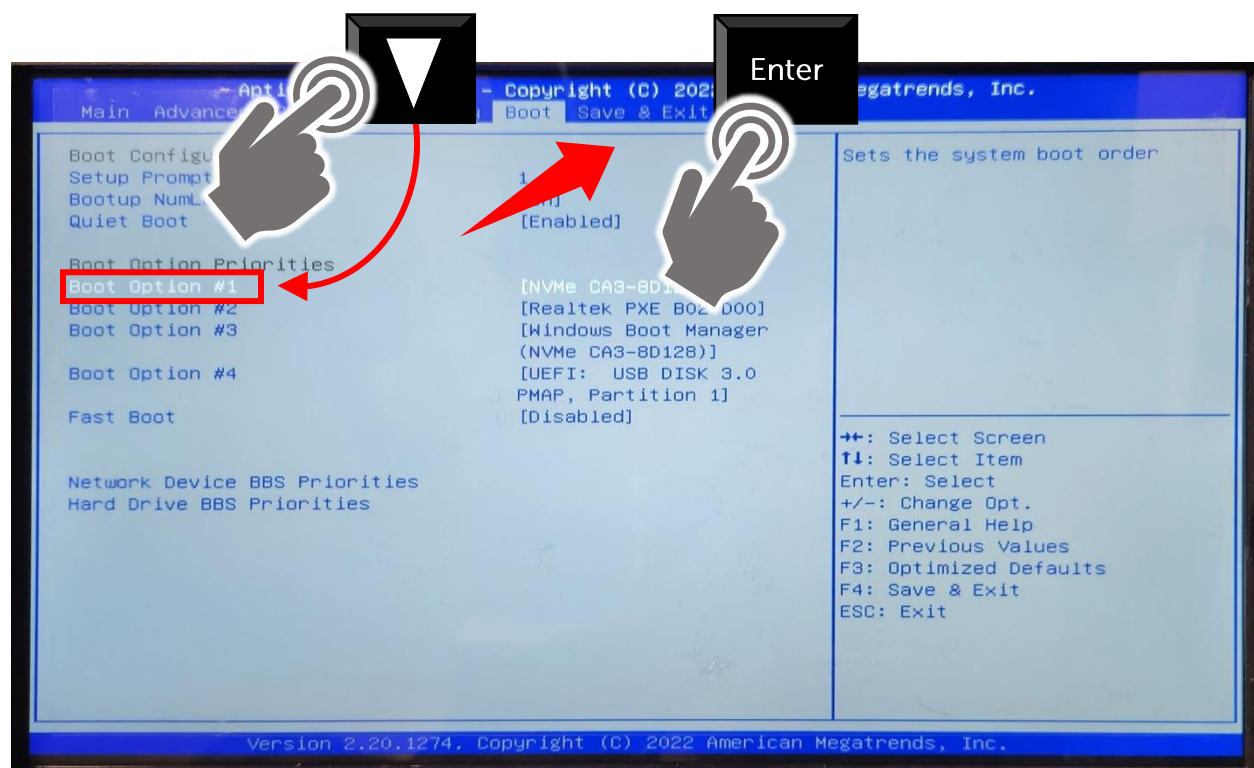 Enter
Apti – Copyright (C) 202 egatrends, Inc.
Main Advance Boot Save & Exit
Boot Configu
Sets the system boot order
Setup Prompt 1
Bootup NumL
Quiet Boot [Enabled]
Boot Option Priorities
Boot Option #1 [NVMe CA3-8D1
Boot Option #2 [Realtek PXE B02 D00]
Boot Option #3 [Windows Boot Manager
(NVMe CA3-8D128)]
Boot Option #4 [UEFI: USB DISK 3.0
PMAP, Partition 1]
Fast Boot [Disabled]
Network Device BBS Priorities
Hard Drive BBS Priorities
→←: Select Screen
↑↓: Select Item
Enter: Select
+/-: Change Opt.
F1: General Help
F2: Previous Values
F3: Optimized Defaults
F4: Save & Exit
ESC: Exit
Version 2.20.1274. Copyright (C) 2022 American Megatrends, Inc.